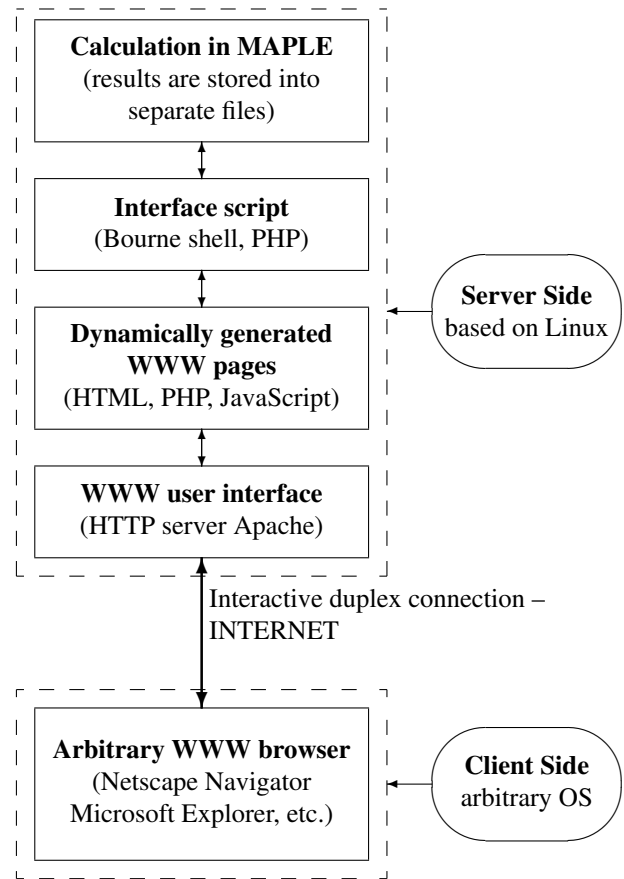 Calculation in MAPLE
(results are stored into
separate files)
Interface script
(Bourne shell, PHP)
Server Side
based on Linux
Dynamically generated
WWW pages
(HTML, PHP, JavaScript)
WWW user interface
(HTTP server Apache)
Interactive duplex connection –
INTERNET
Arbitrary WWW browser
(Netscape Navigator
Microsoft Explorer, etc.)
Client Side
arbitrary OS